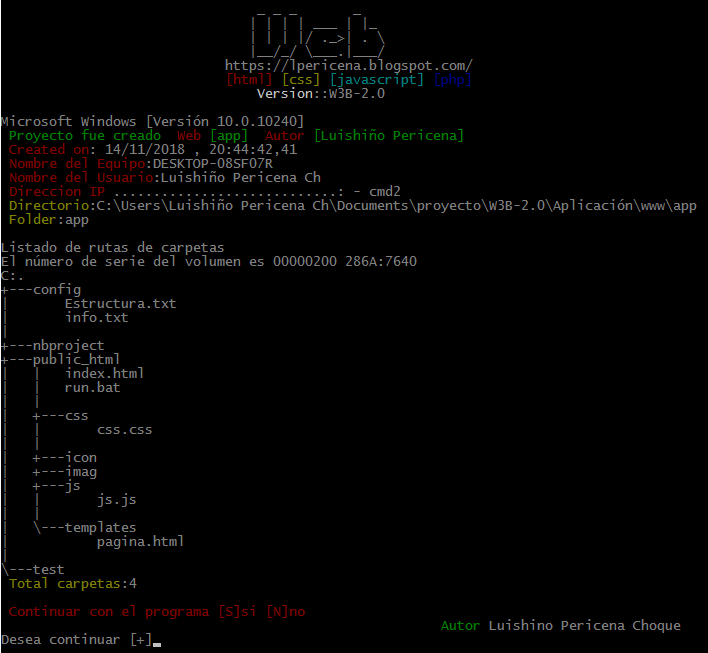 Web
https://lpericena.blogspot.com/
[html] [css] [javascript] [php]
Version::W3B-2.0
Microsoft Windows [Versión 10.0.10240]
Proyecto fue creado  Web [app]  Autor [Luishiño Pericena]
Created on: 14/11/2018 , 20:44:42,41
Nombre del Equipo:DESKTOP-08SF07R
Nombre del Usuario:Luishiño Pericena Ch
Direccion IP ............................: - cmd2
Directorio:C:\Users\Luishiño Pericena Ch\Documents\proyecto\W3B-2.0\Aplicación\www\app
Folder:app
Listado de rutas de carpetas
El número de serie del volumen es 00000200 286A:7640
C:.
+---config
|       Estructura.txt
|       info.txt
|
+---nbproject
+---public_html
|   |   index.html
|   |   run.bat
|   |
|   +---css
|   |       css.css
|   |
|   +---icon
|   +---imag
|   +---js
|   |       js.js
|   |
|   \---templates
|           pagina.html
|
\---test
Total carpetas:4
Continuar con el programa [S]si [N]no
Autor Luishino Pericena Choque
Desea continuar [+]_